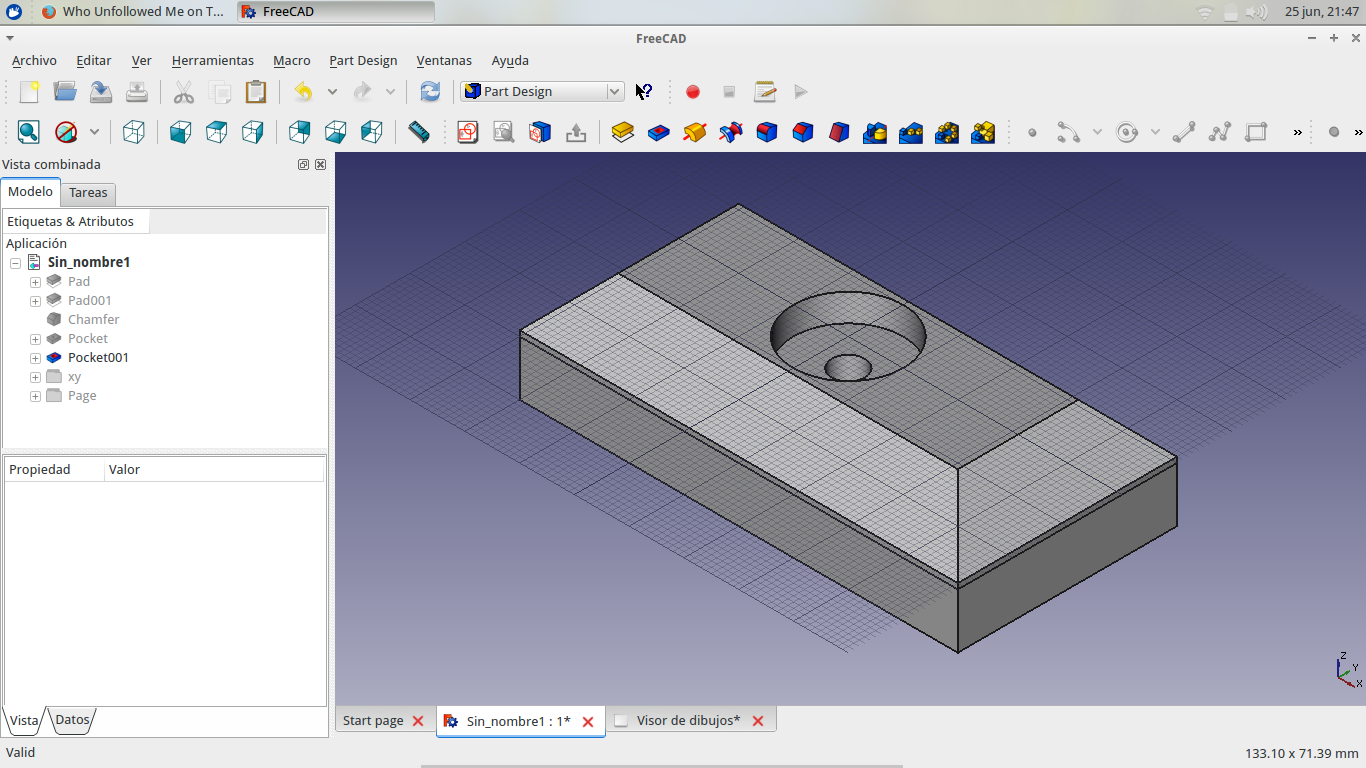 Who Unfollowed Me on T...
FreeCAD
25 jun, 21:47
FreeCAD
Archivo Editar Ver Herramientas Macro Part Design Ventanas Ayuda
Part Design
Vista combinada
Modelo Tareas
Etiquetas & Atributos
Aplicación
Sin_nombre1
Pad
Pad001
Chamfer
Pocket
Pocket001
xy
Page
Propiedad Valor
Z
Y
X
Vista Datos
Start page Sin_nombre1 : 1* Visor de dibujos*
Valid
133.10 x 71.39 mm